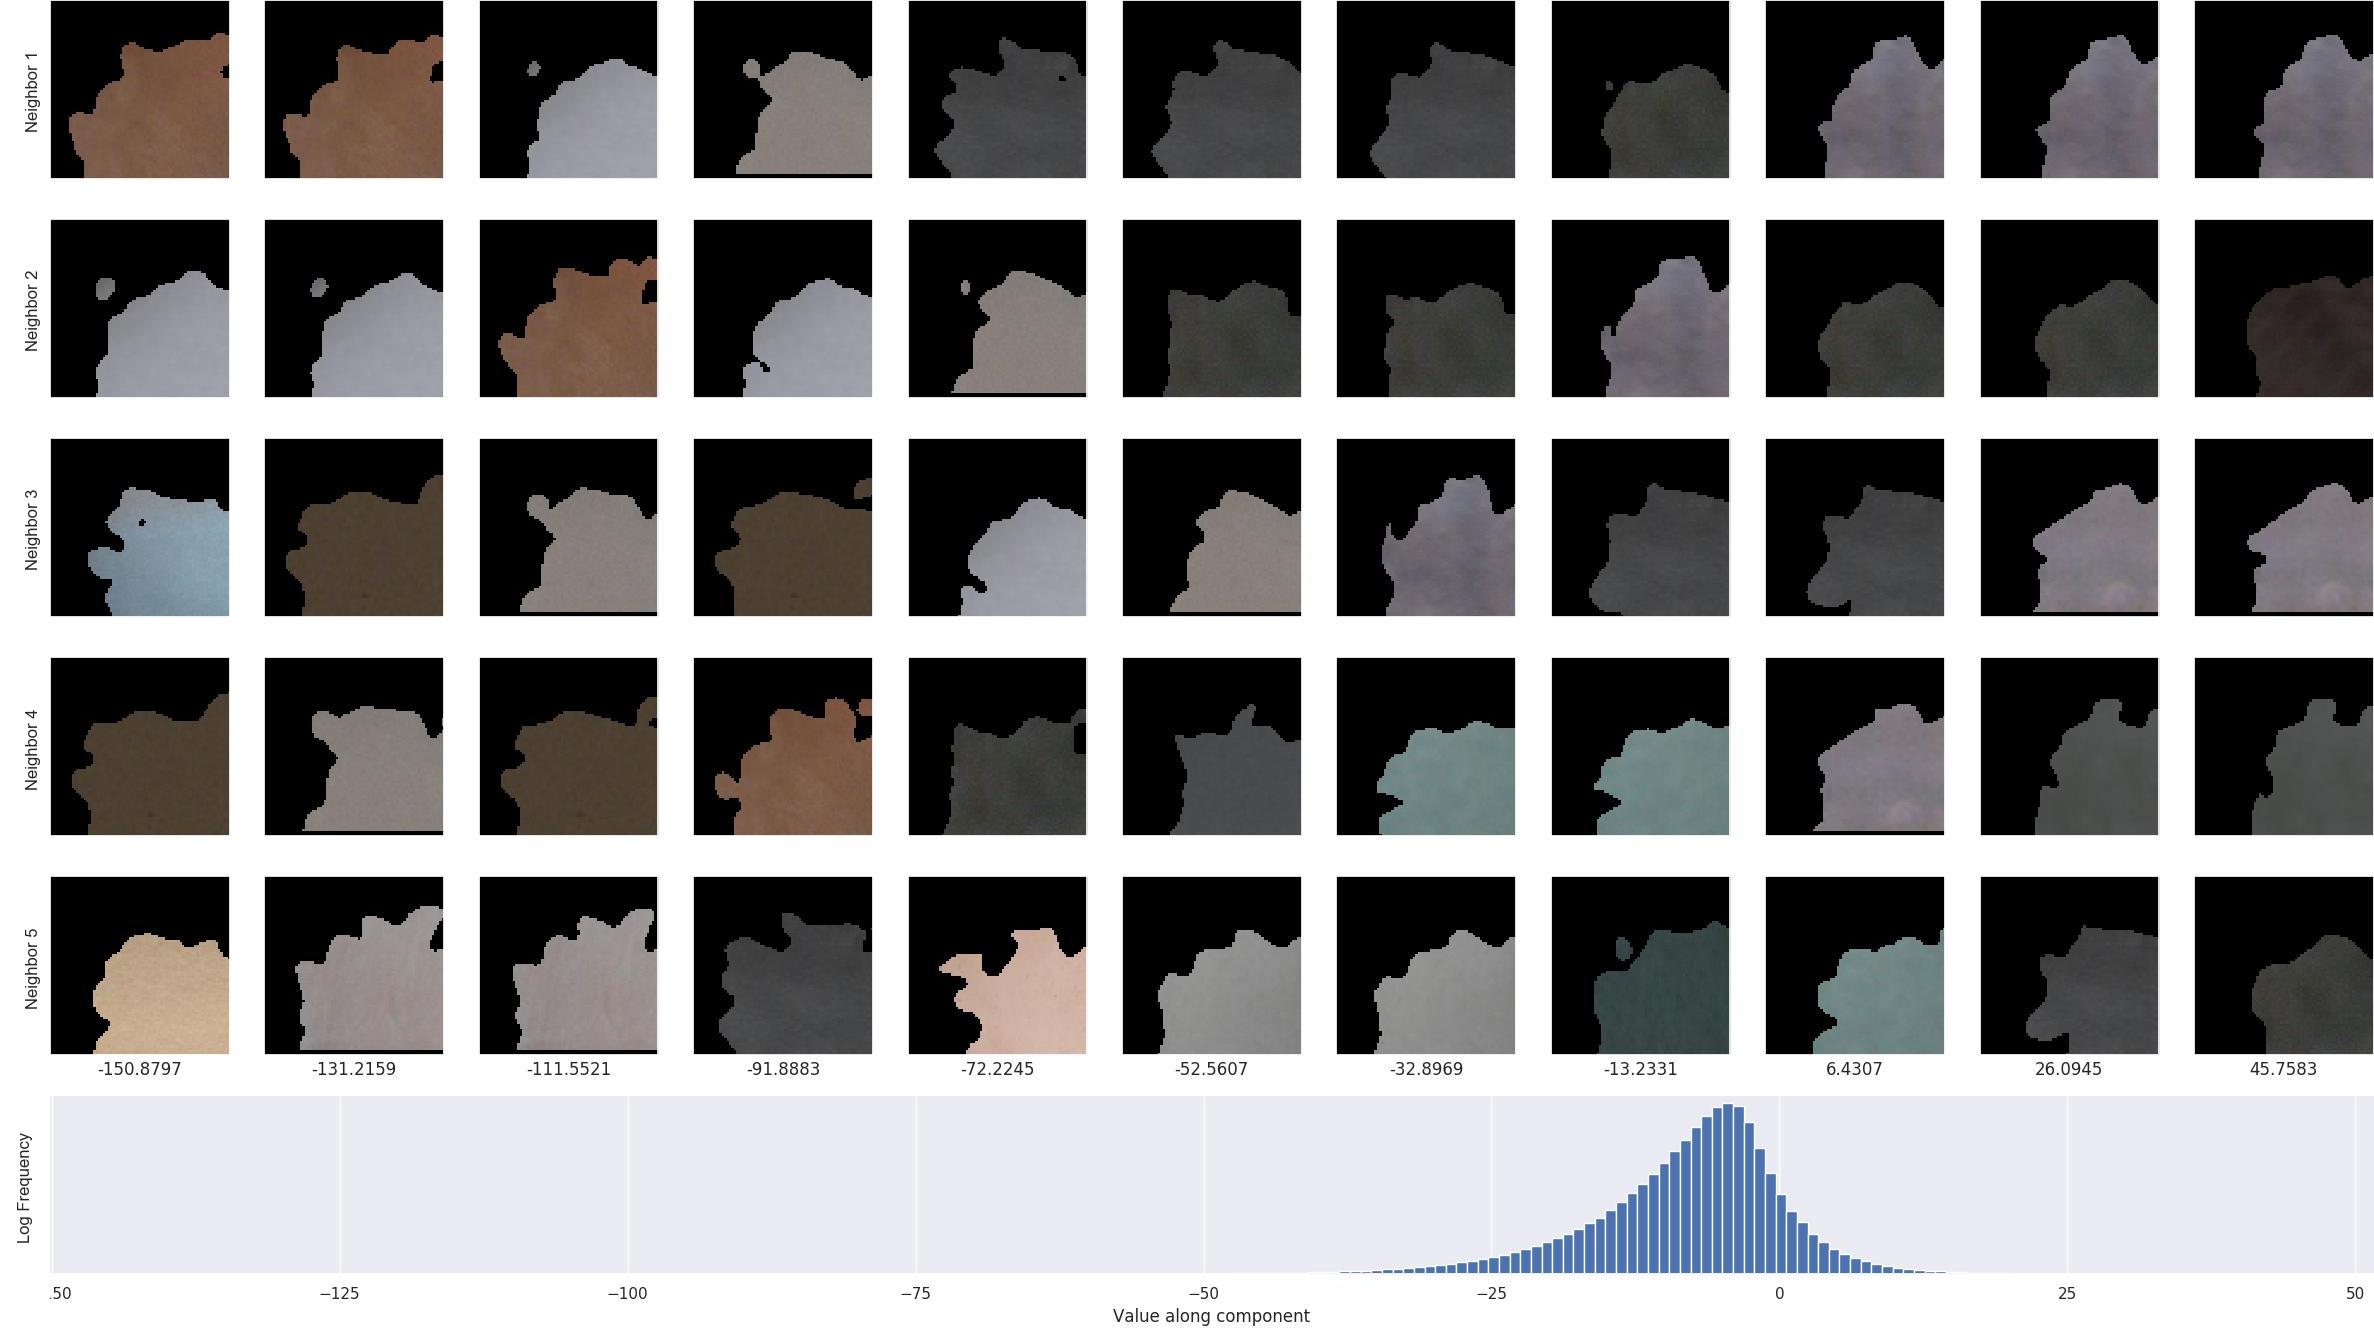 Neighbor 1
Neighbor 2
Neighbor 3
Neighbor 4
Neighbor 5
-150.8797 -131.2159 -111.5521 -91.8883 -72.2245 -52.5607 -32.8969 -13.2331 6.4307 26.0945 45.7583
Log Frequency
.50 −125 −100 −75 −50 −25 0 25 50
Value along component